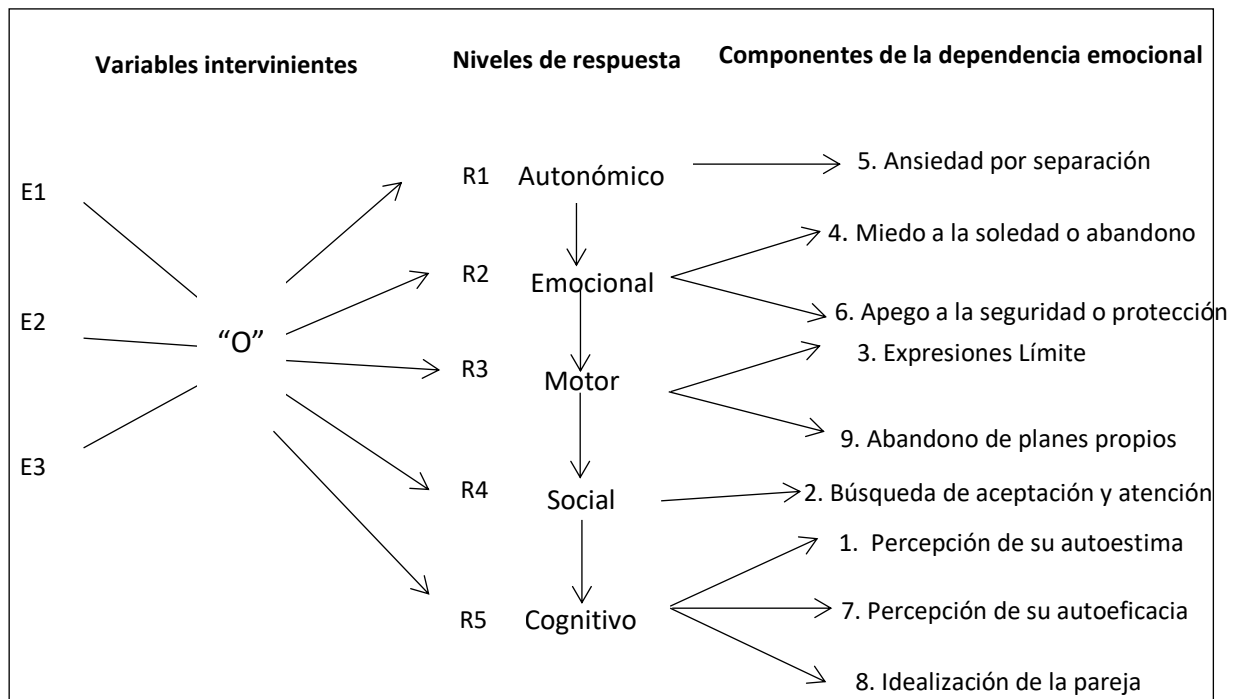 Variables intervinientes
Niveles de respuesta
Componentes de la dependencia emocional
E1
E2
E3
“O”
R1 Autonómico
R2 Emocional
R3 Motor
R4 Social
R5 Cognitivo
5. Ansiedad por separación
4. Miedo a la soledad o abandono
6. Apego a la seguridad o protección
3. Expresiones Límite
9. Abandono de planes propios
2. Búsqueda de aceptación y atención
1. Percepción de su autoestima
7. Percepción de su autoeficacia
8. Idealización de la pareja